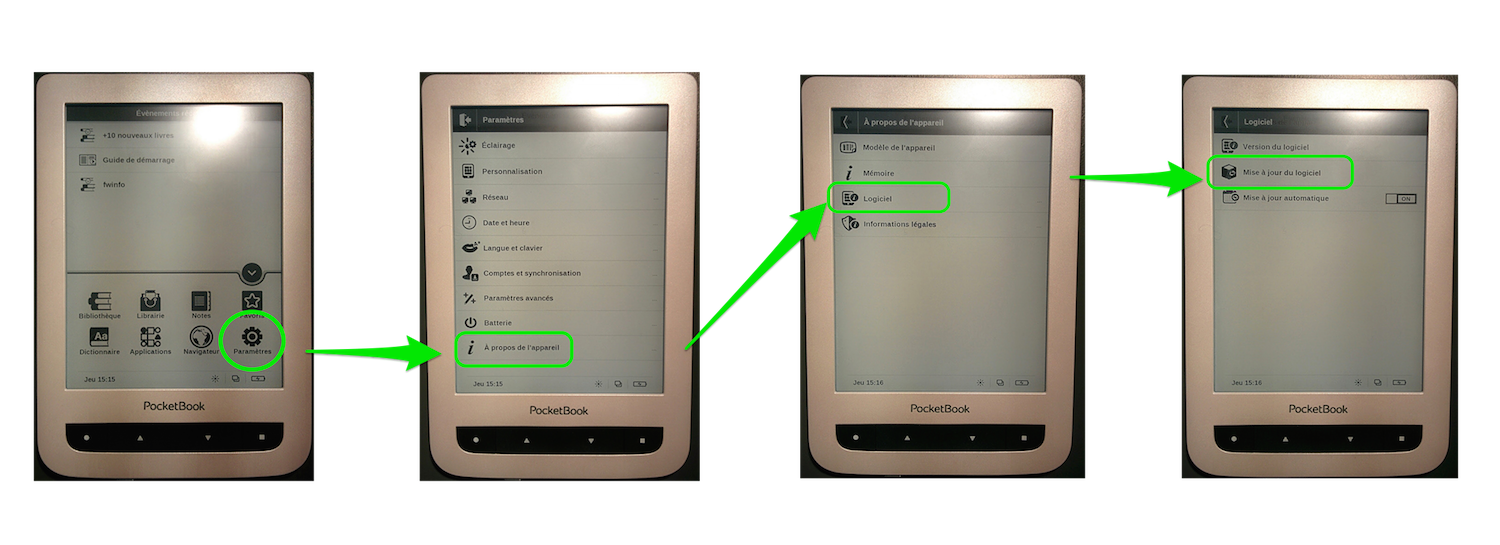 Évènements
+10 nouveaux livres
Guide de démarrage
fwinfo
Bibliothèque
Librairie
Notes
Favoris
Aa
Dictionnaire
Applications
Navigateur
Paramètres
Jeu 15:15
PocketBook
Paramètres
Éclairage
Personnalisation
Réseau
Date et heure
Langue et clavier
Comptes et synchronisation
Paramètres avancés
Batterie
À propos de l'appareil
Jeu 15:15
PocketBook
À propos de l'appareil
Modèle de l'appareil
Mémoire
Logiciel
Informations légales
Jeu 15:16
PocketBook
Logiciel
Version du logiciel
Mise à jour du logiciel
Mise à jour automatique
ON
Jeu 15:16
PocketBook